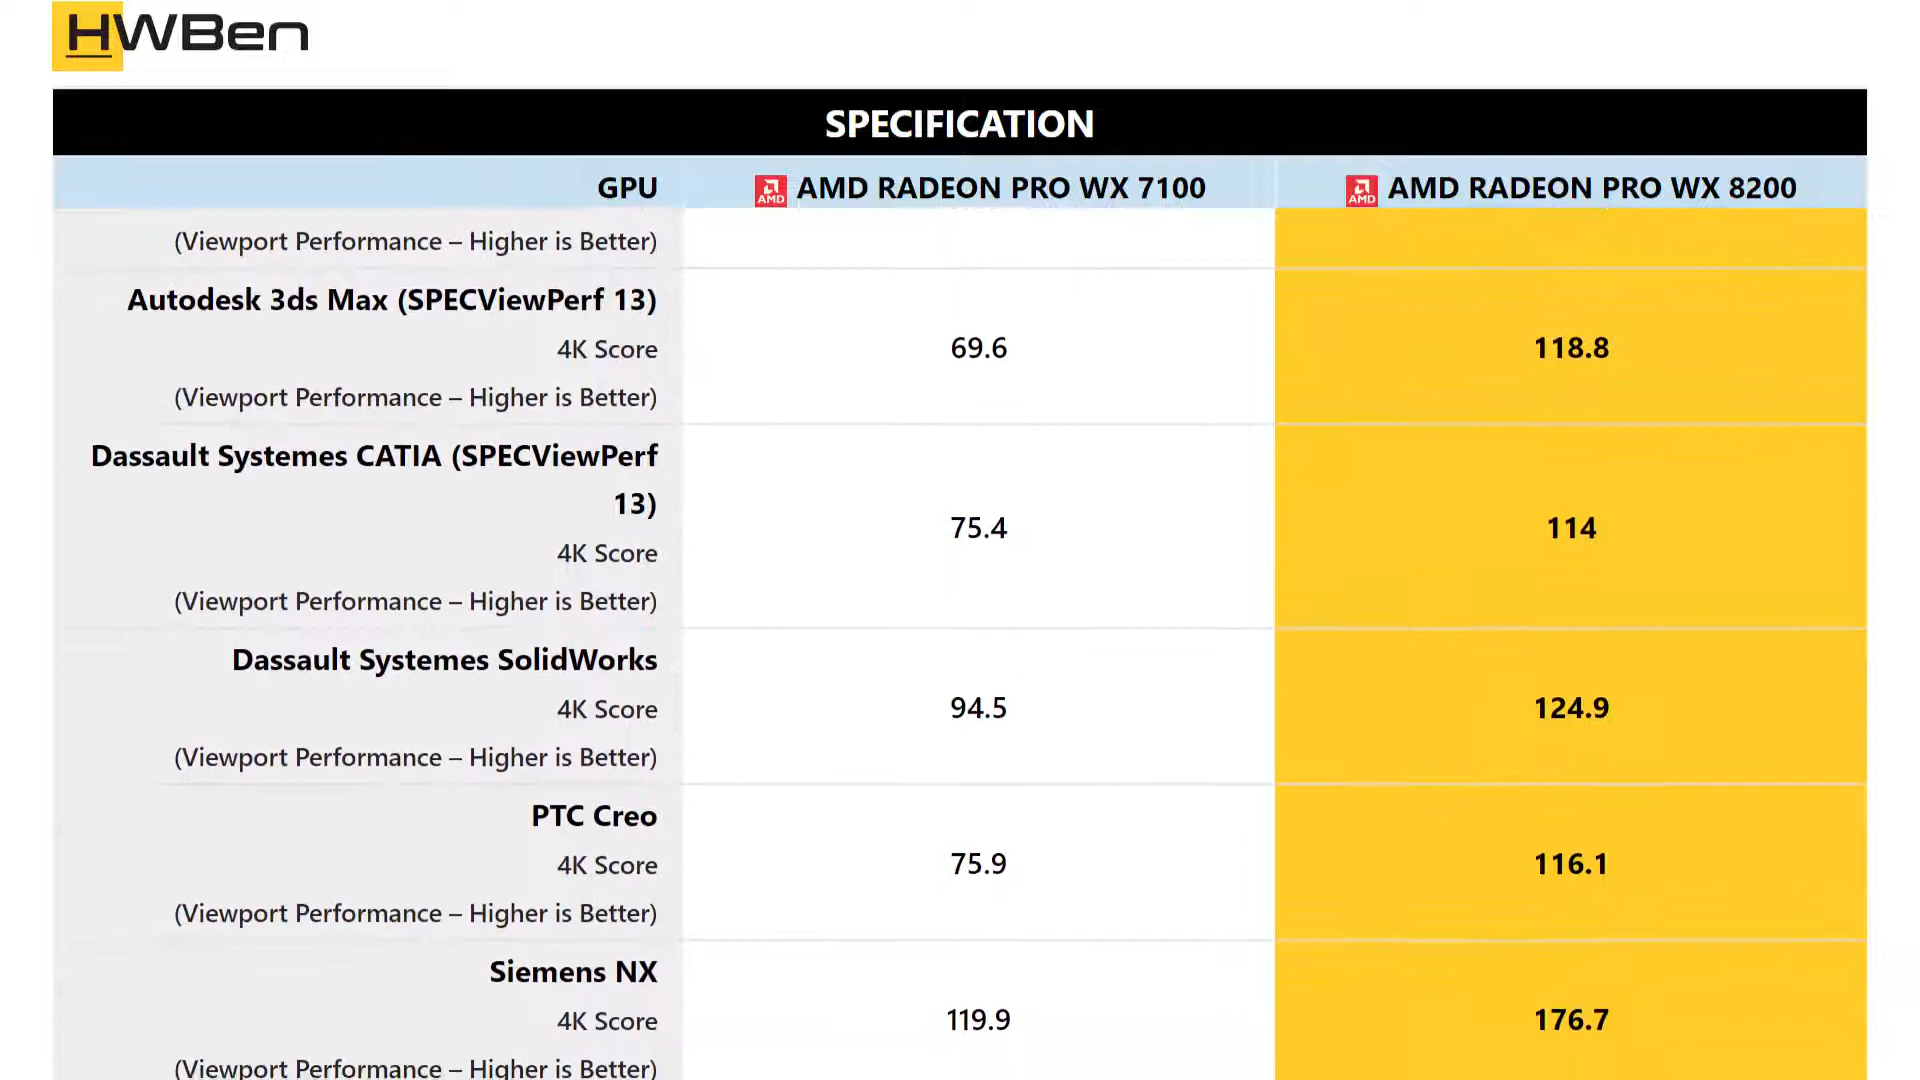 HWBen
SPECIFICATION
GPU AMD AMD RADEON PRO WX 7100 AMD AMD RADEON PRO WX 8200
(Viewport Performance – Higher is Better)
Autodesk 3ds Max (SPECViewPerf 13)
4K Score 69.6 118.8
(Viewport Performance – Higher is Better)
Dassault Systemes CATIA (SPECViewPerf
13)
4K Score 75.4 114
(Viewport Performance – Higher is Better)
Dassault Systemes SolidWorks
4K Score 94.5 124.9
(Viewport Performance – Higher is Better)
PTC Creo
4K Score 75.9 116.1
(Viewport Performance – Higher is Better)
Siemens NX
4K Score 119.9 176.7
(Viewport Performance – Higher is Better)